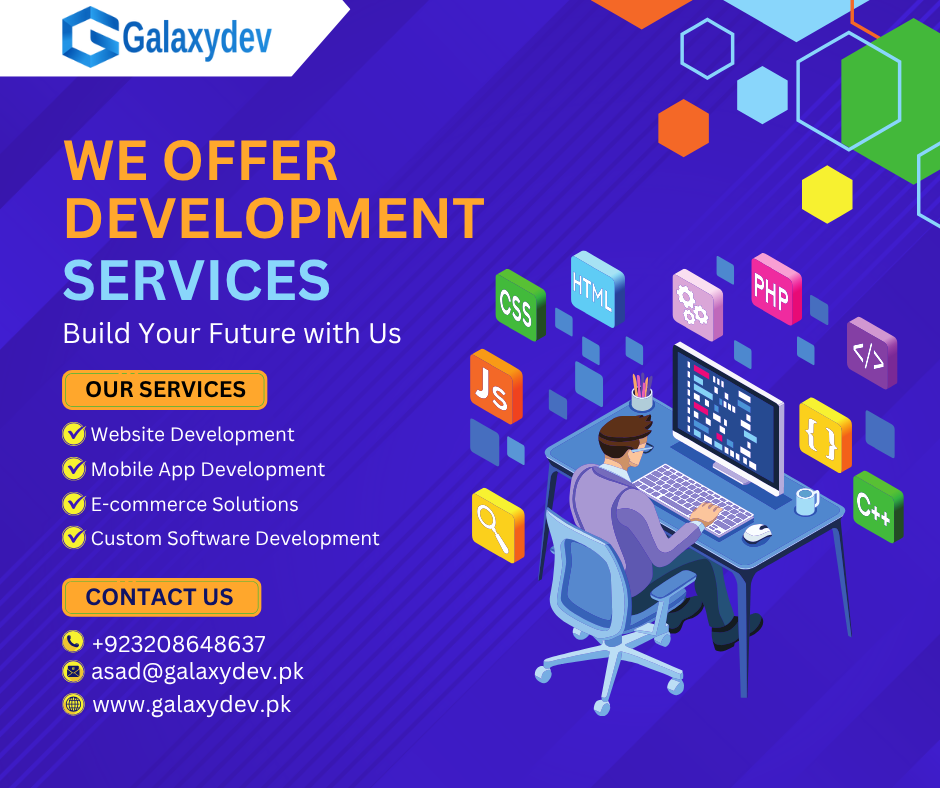 Galaxydev
WE OFFER
DEVELOPMENT
SERVICES
Build Your Future with Us
OUR SERVICES
Website Development
Mobile App Development
E-commerce Solutions
Custom Software Development
CONTACT US
+923208648637
asad@galaxydev.pk
www.galaxydev.pk
CSS
HTML
PHP
</>
Js
{ }
C++